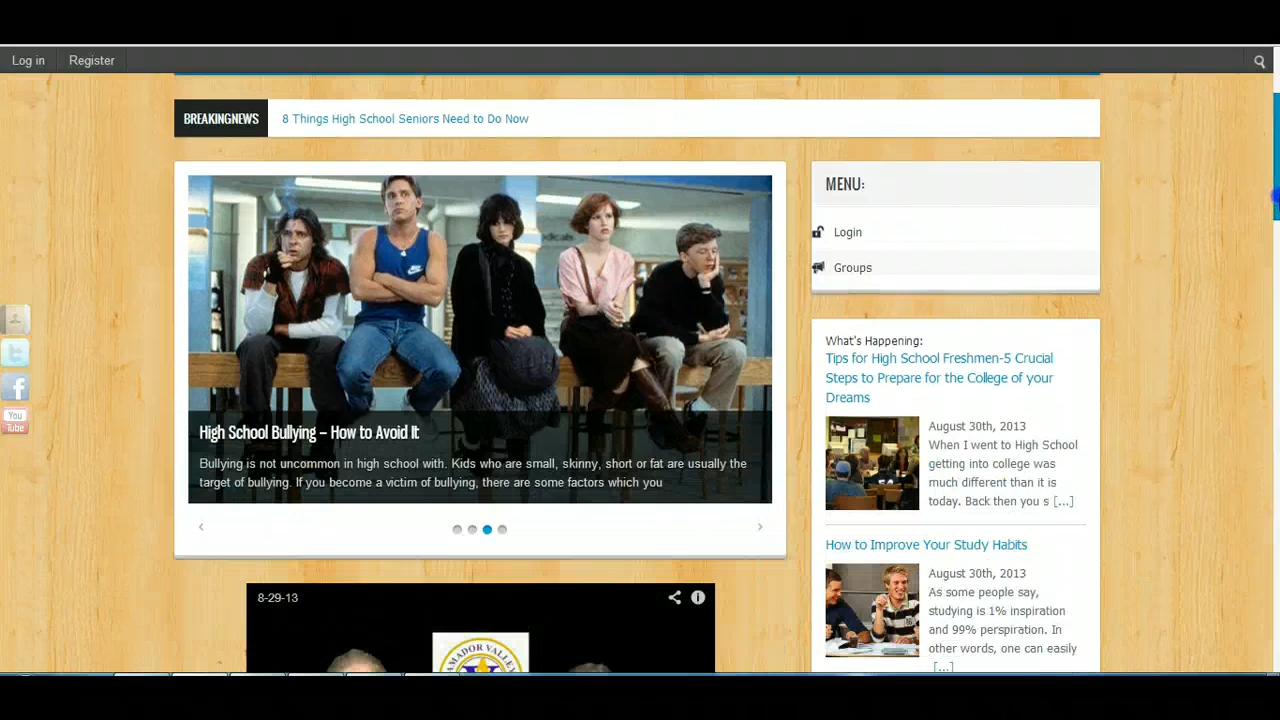 Log in
Register
BREAKINGNEWS
8 Things High School Seniors Need to Do Now
MENU:
Login
Groups
High School Bullying – How to Avoid It
Bullying is not uncommon in high school with. Kids who are small, skinny, short or fat are usually the
target of bullying. If you become a victim of bullying, there are some factors which you
What's Happening:
Tips for High School Freshmen-5 Crucial
Steps to Prepare for the College of your
Dreams
August 30th, 2013
When I went to High School
getting into college was
much different than it is
today. Back then you s [...]
How to Improve Your Study Habits
August 30th, 2013
As some people say,
studying is 1% inspiration
and 99% perspiration. In
other words, one can easily
[...]
You
Tube
8-29-13
AMADOR VALLEY